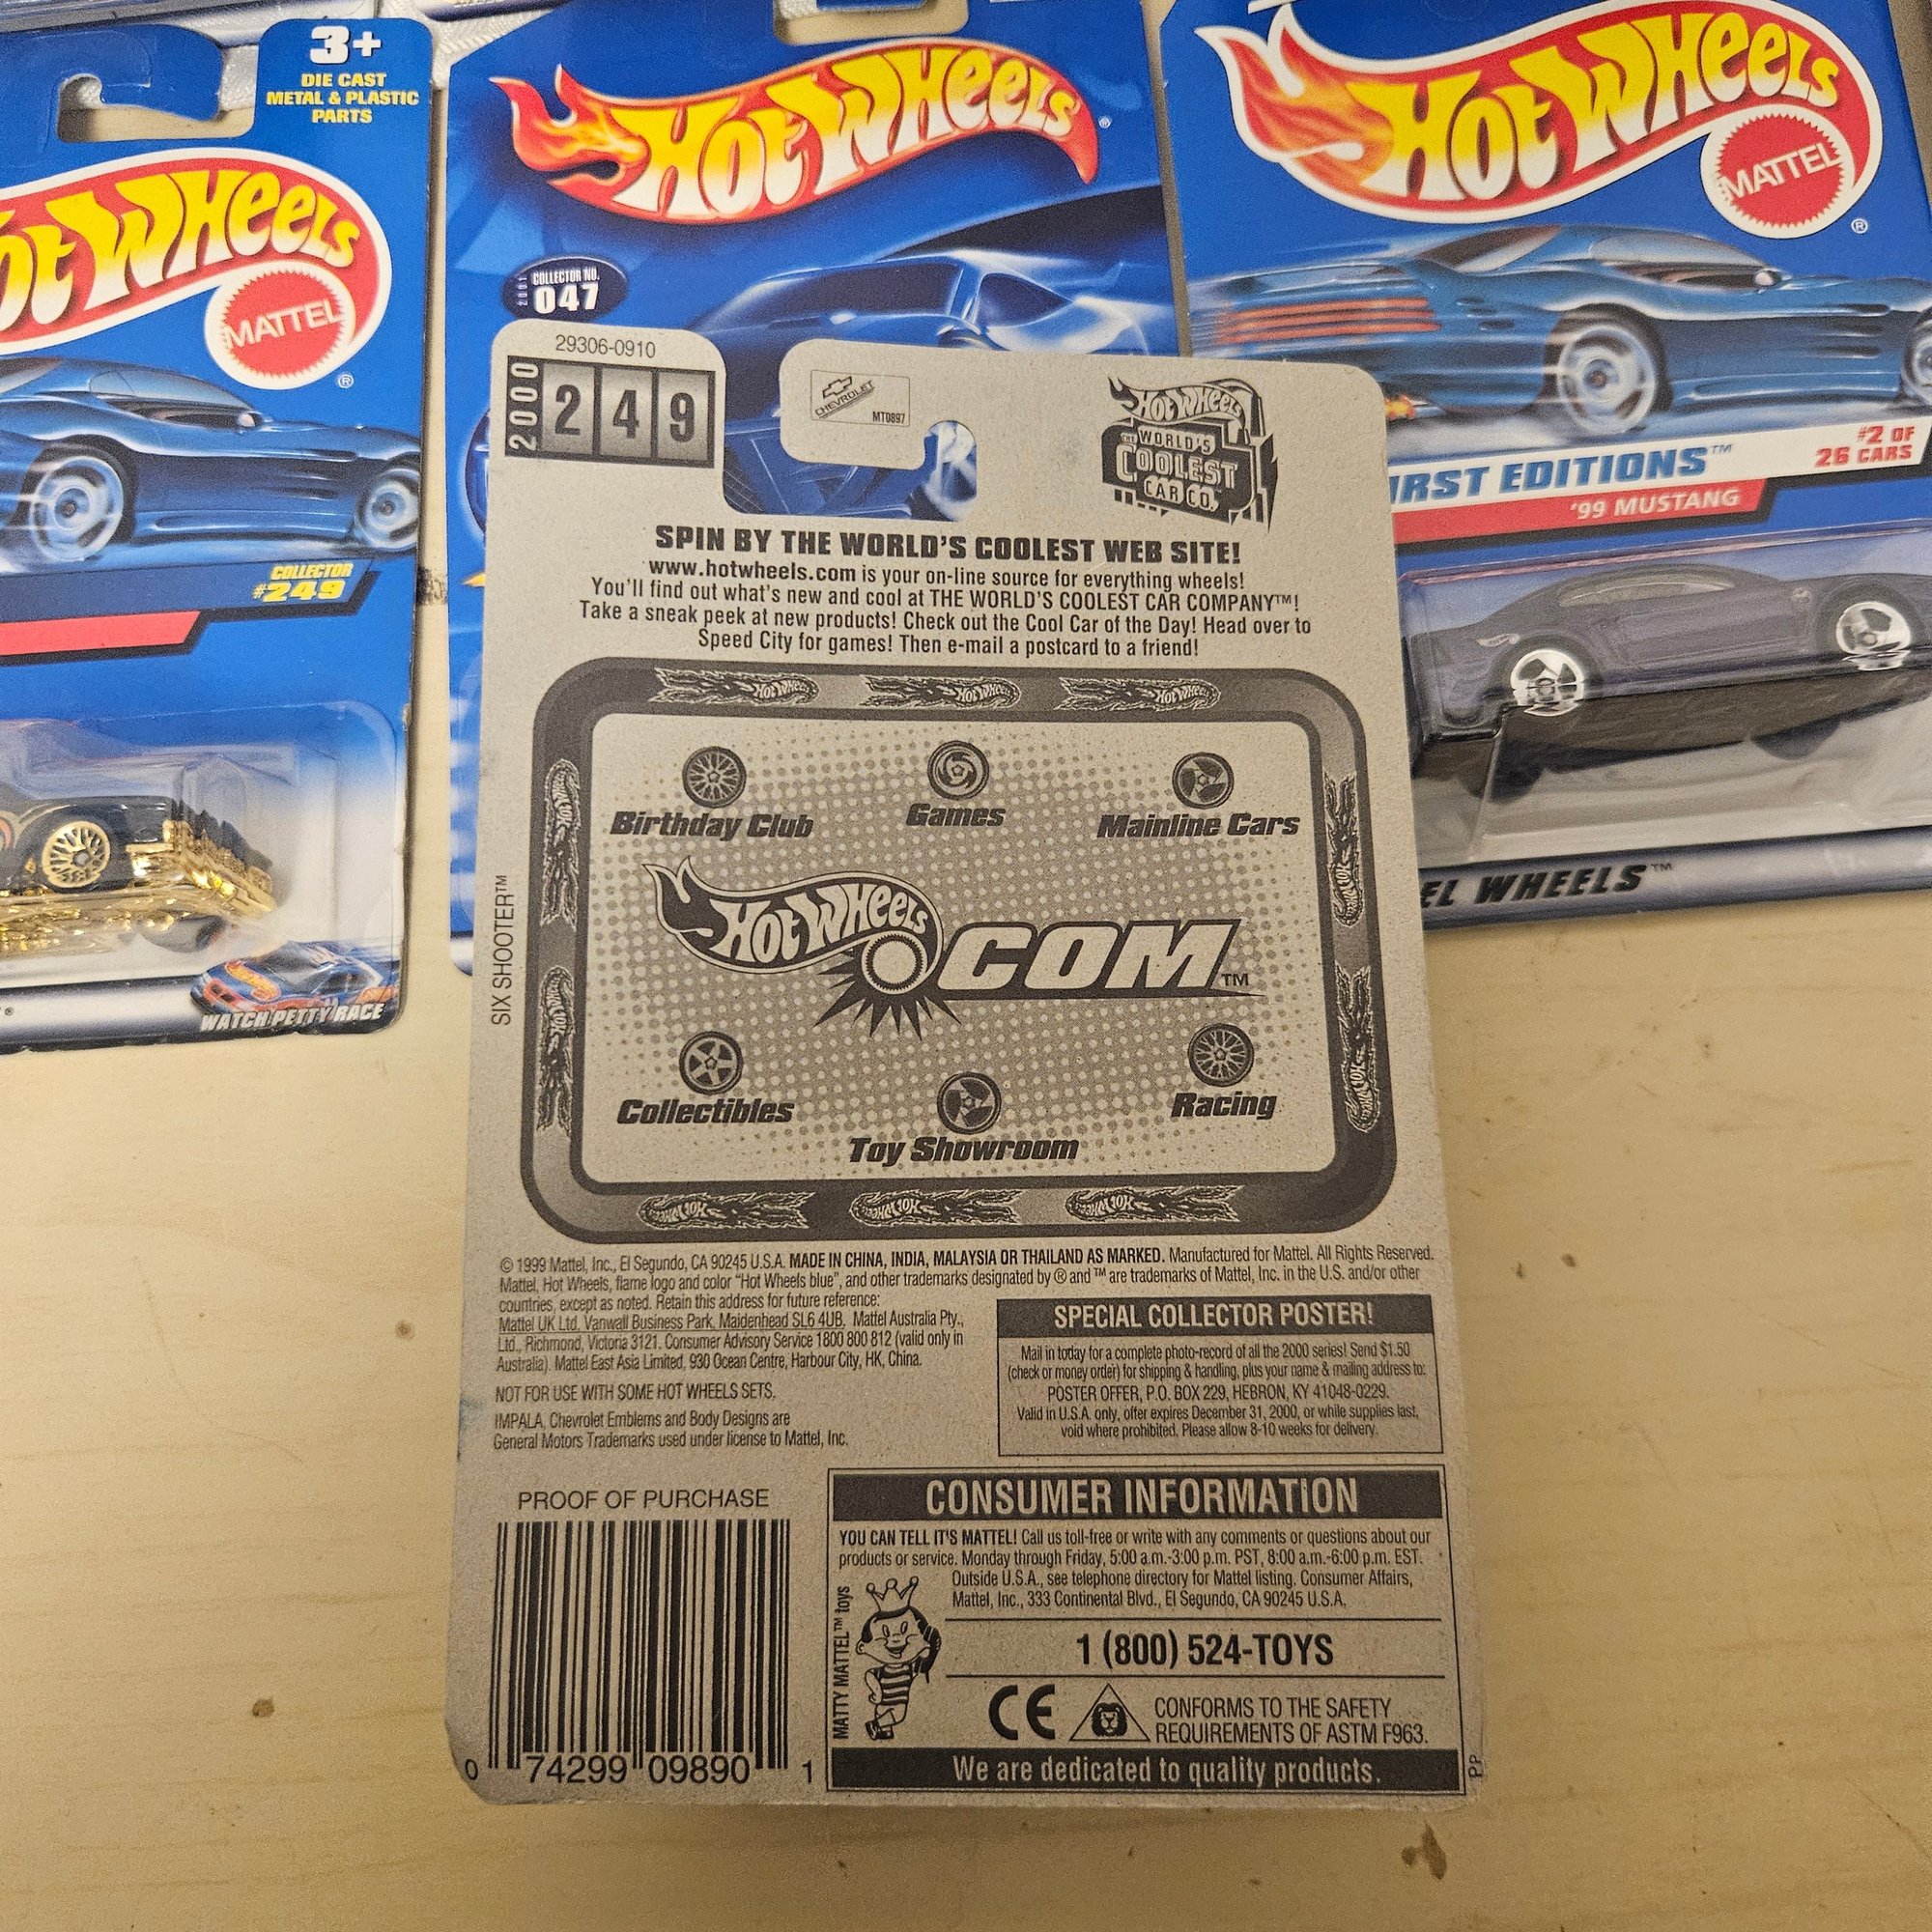 3+
DIE CAST
METAL & PLASTIC
PARTS
Hot Wheels
MATTEL
®
COLLECTOR
#249
WATCH PETTY RACE
Hot Wheels
®
2001 COLLECTOR NO.
047
Hot Wheels
MATTEL
®
#2 OF
26 CARS
EDITIONS™
'99 MUSTANG
WHEELS™
29306-0910
2000 249
CHEVROLET
MT0897
Hot Wheels
THE WORLD'S
COOLEST
CAR CO.™
SPIN BY THE WORLD'S COOLEST WEB SITE!
www.hotwheels.com is your on-line source for everything wheels!
You'll find out what's new and cool at THE WORLD'S COOLEST CAR COMPANY™!
Take a sneak peek at new products! Check out the Cool Car of the Day! Head over to
Speed City for games! Then e-mail a postcard to a friend!
Hot Wheels Hot Wheels Hot Wheels
Birthday Club
Games
Mainline Cars
Hot Wheels.COM™
Collectibles
Toy Showroom
Racing
Hot Wheels Hot Wheels Hot Wheels
SIX SHOOTER™
© 1999 Mattel, Inc., El Segundo, CA 90245 U.S.A. MADE IN CHINA, INDIA, MALAYSIA OR THAILAND AS MARKED. Manufactured for Mattel. All Rights Reserved.
Mattel, Hot Wheels, flame logo and color "Hot Wheels blue", and other trademarks designated by ® and ™ are trademarks of Mattel, Inc. in the U.S. and/or other
countries, except as noted. Retain this address for future reference:
Mattel UK Ltd, Vanwall Business Park, Maidenhead SL6 4UB. Mattel Australia Pty.,
Ltd., Richmond, Victoria 3121. Consumer Advisory Service 1800 800 812 (valid only in
Australia). Mattel East Asia Limited, 930 Ocean Centre, Harbour City, HK, China.
NOT FOR USE WITH SOME HOT WHEELS SETS.
IMPALA, Chevrolet Emblems and Body Designs are
General Motors Trademarks used under license to Mattel, Inc.
SPECIAL COLLECTOR POSTER!
Mail in today for a complete photo-record of all the 2000 series! Send $1.50
(check or money order) for shipping & handling, plus your name & mailing address to:
POSTER OFFER, P.O. BOX 229, HEBRON, KY 41048-0229.
Valid in U.S.A. only, offer expires December 31, 2000, or while supplies last,
void where prohibited. Please allow 8-10 weeks for delivery.
PROOF OF PURCHASE
0 74299 09890 1
CONSUMER INFORMATION
YOU CAN TELL IT'S MATTEL! Call us toll-free or write with any comments or questions about our
products or service. Monday through Friday, 5:00 a.m.-3:00 p.m. PST, 8:00 a.m.-6:00 p.m. EST.
Outside U.S.A., see telephone directory for Mattel listing. Consumer Affairs,
Mattel, Inc., 333 Continental Blvd., El Segundo, CA 90245 U.S.A.
MATTY MATTEL™ toys
1 (800) 524-TOYS
CE
CONFORMS TO THE SAFETY
REQUIREMENTS OF ASTM F963.
We are dedicated to quality products.
PP